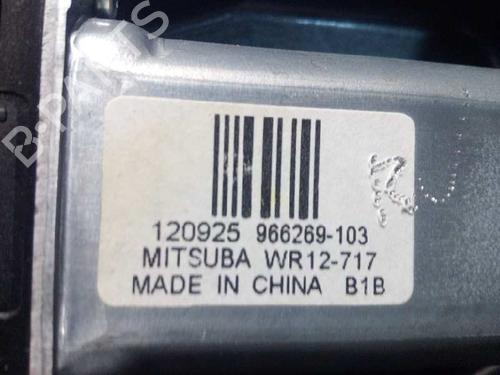 B-PARTS
120925 966269-103
MITSUBA WR12-717
MADE IN CHINA B1B